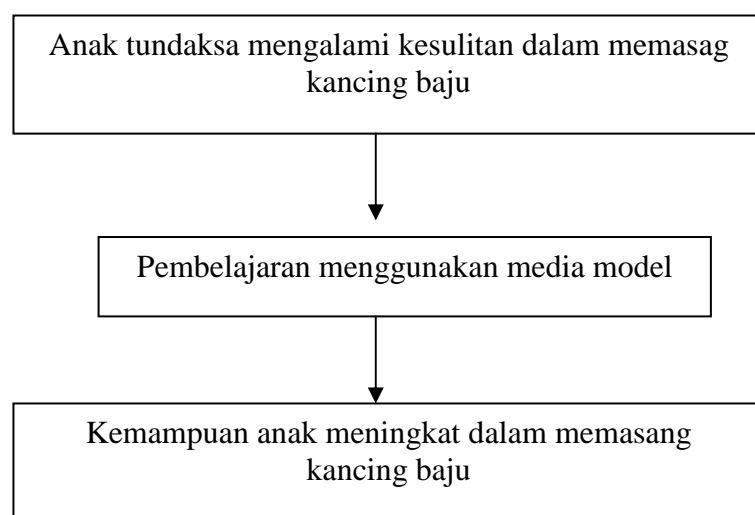 Anak tundaksa mengalami kesulitan dalam memasag
kancing baju
Pembelajaran menggunakan media model
Kemampuan anak meningkat dalam memasang
kancing baju